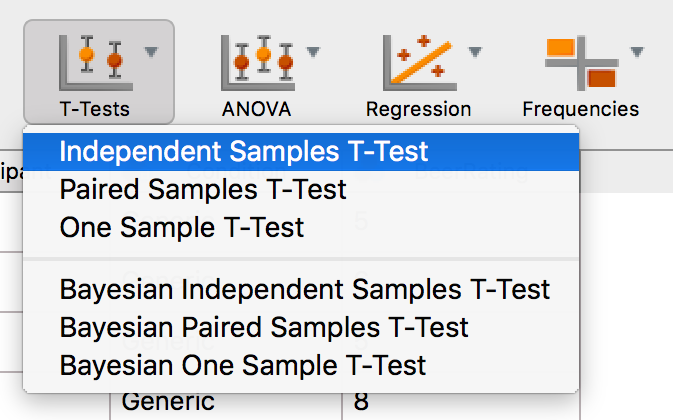 T-Tests
ANOVA
Regression
Frequencies
Independent Samples T-Test
Paired Samples T-Test
One Sample T-Test
Bayesian Independent Samples T-Test
Bayesian Paired Samples T-Test
Bayesian One Sample T-Test
Generic 8